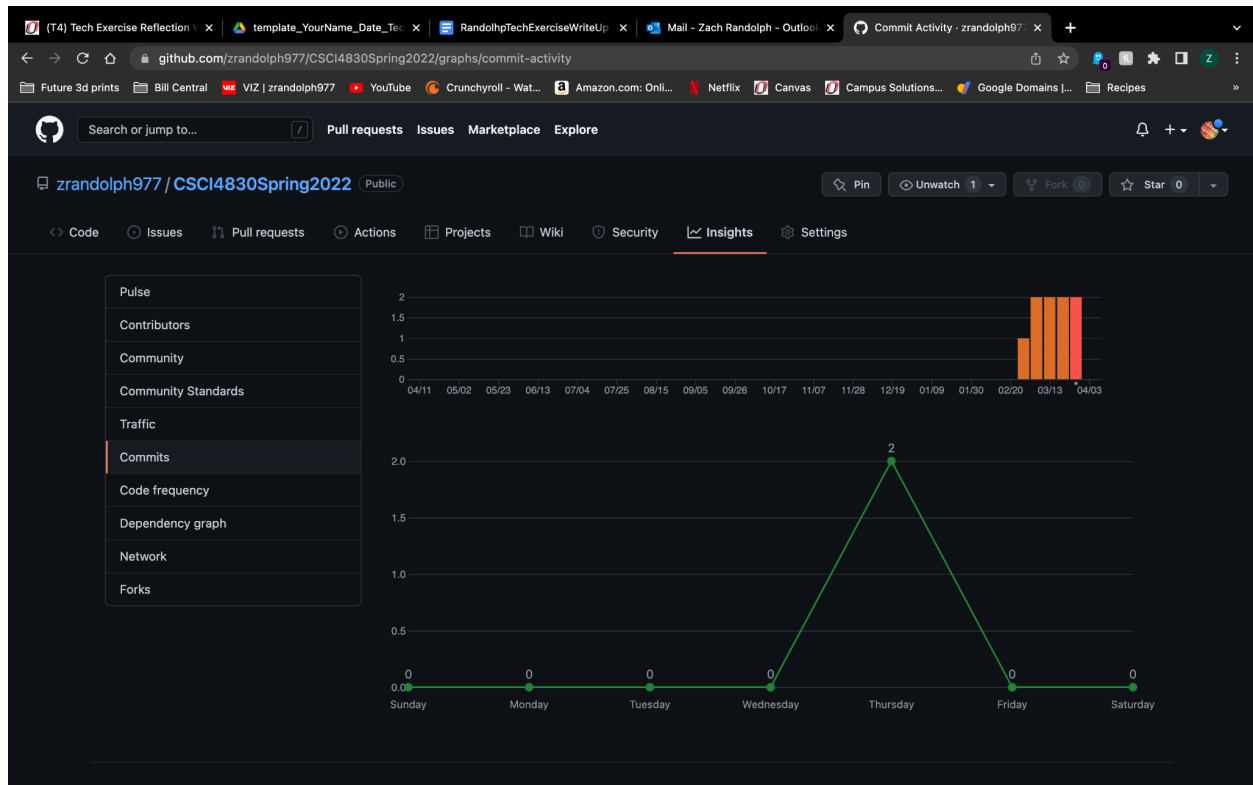 (T4) Tech Exercise Reflection W
template_YourName_Date_Tec
RandolhpTechExerciseWriteUp
Mail - Zach Randolph - Outlook
Commit Activity · zrandolph977
github.com/zrandolph977/CSCI4830Spring2022/graphs/commit-activity
0
Z
Future 3d prints Bill Central VIZ VIZ | zrandolph977 YouTube Crunchyroll - Wat... Amazon.com: Onli... Netflix Canvas Campus Solutions... Google Domains |... Recipes »
Search or jump to... / Pull requests Issues Marketplace Explore
zrandolph977 / CSCI4830Spring2022 Public
Pin Unwatch 1 Fork 0 Star 0
Code Issues Pull requests Actions Projects Wiki Security Insights Settings
Pulse
Contributors
Community
Community Standards
Traffic
Commits
Code frequency
Dependency graph
Network
Forks
2
1.5
1
0.5
0
04/11 05/02 05/23 06/13 07/04 07/25 08/15 09/05 09/26 10/17 11/07 11/28 12/19 01/09 01/30 02/20 03/13 04/03
2
2.0
1.5
1.0
0.5
0 0 0 0 0 0
0.0
Sunday Monday Tuesday Wednesday Thursday Friday Saturday